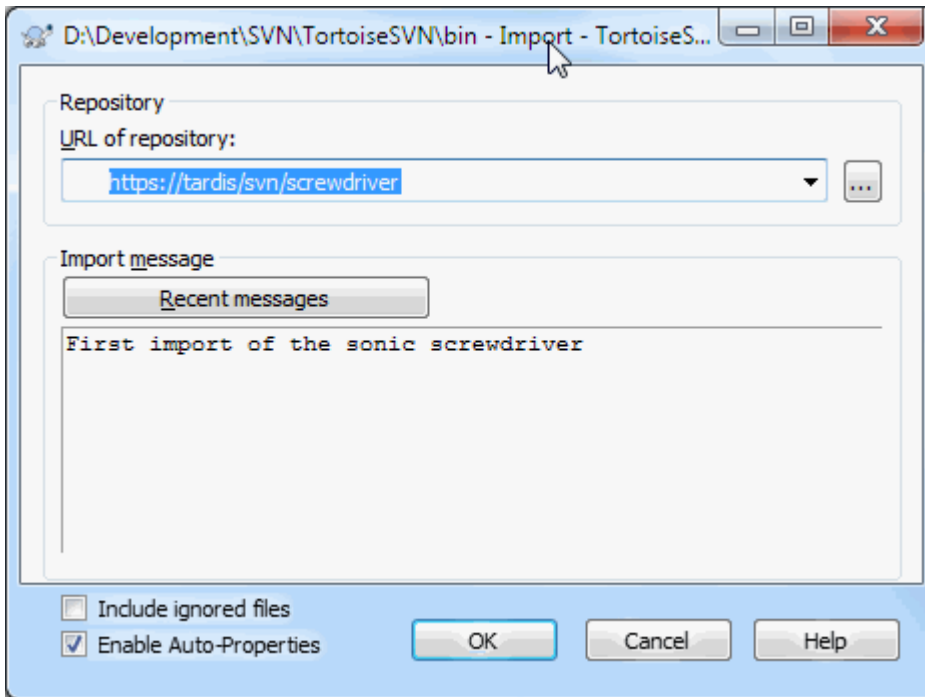 D:\Development\SVN\TortoiseSVN\bin - Import - TortoiseS...
Repository
URL of repository:
https://tardis/svn/screwdriver
...
Import message
Recent messages
First import of the sonic screwdriver
Include ignored files
Enable Auto-Properties
OK
Cancel
Help